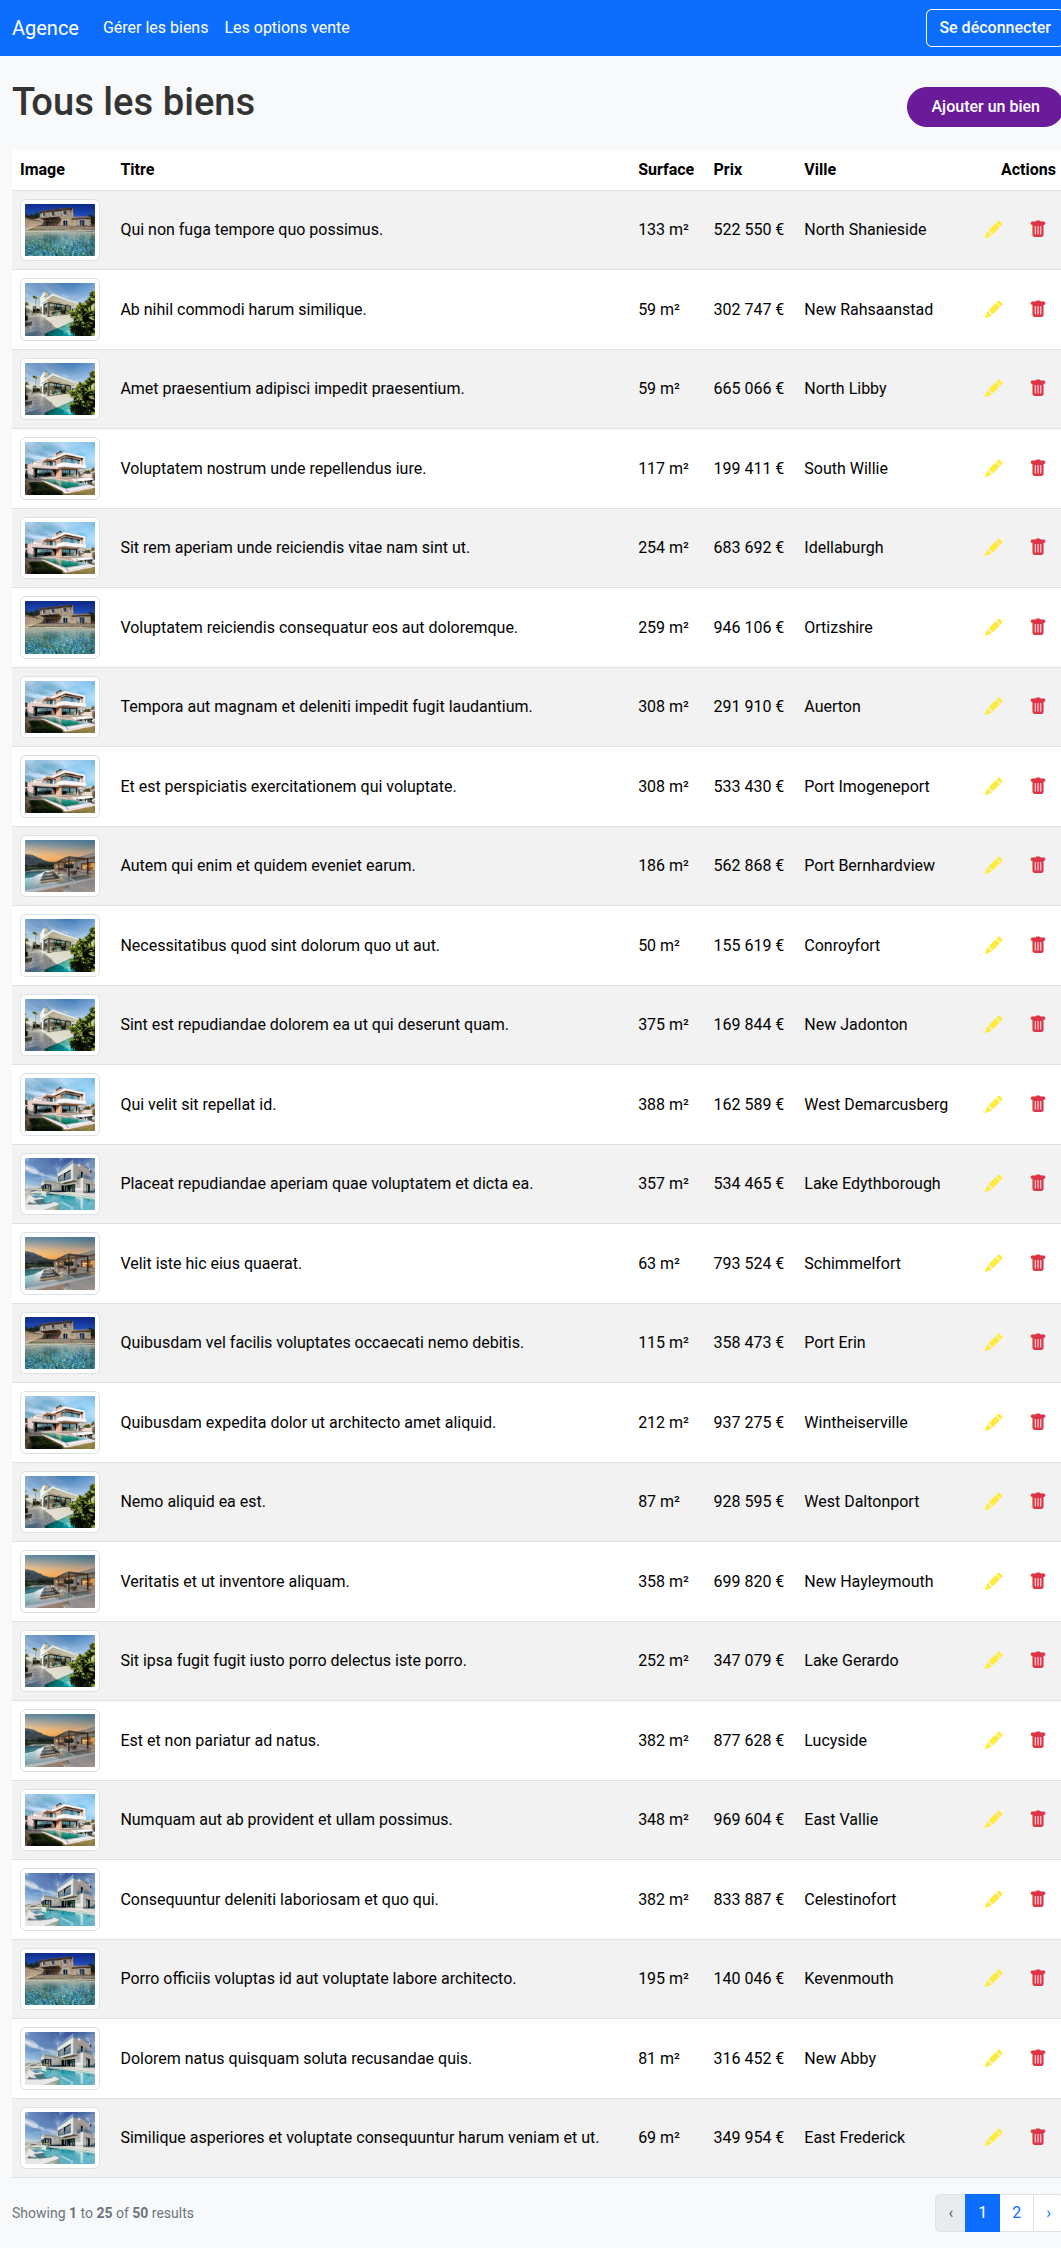 Agence Gérer les biens Les options vente Se déconnecter
Tous les biens Ajouter un bien
Image Titre Surface Prix Ville Actions
Qui non fuga tempore quo possimus. 133 m² 522 550 € North Shanieside
Ab nihil commodi harum similique. 59 m² 302 747 € New Rahsaanstad
Amet praesentium adipisci impedit praesentium. 59 m² 665 066 € North Libby
Voluptatem nostrum unde repellendus iure. 117 m² 199 411 € South Willie
Sit rem aperiam unde reiciendis vitae nam sint ut. 254 m² 683 692 € Idellaburgh
Voluptatem reiciendis consequatur eos aut doloremque. 259 m² 946 106 € Ortizshire
Tempora aut magnam et deleniti impedit fugit laudantium. 308 m² 291 910 € Auerton
Et est perspiciatis exercitationem qui voluptate. 308 m² 533 430 € Port Imogeneport
Autem qui enim et quidem eveniet earum. 186 m² 562 868 € Port Bernhardview
Necessitatibus quod sint dolorum quo ut aut. 50 m² 155 619 € Conroyfort
Sint est repudiandae dolorem ea ut qui deserunt quam. 375 m² 169 844 € New Jadonton
Qui velit sit repellat id. 388 m² 162 589 € West Demarcusberg
Placeat repudiandae aperiam quae voluptatem et dicta ea. 357 m² 534 465 € Lake Edythborough
Velit iste hic eius quaerat. 63 m² 793 524 € Schimmelfort
Quibusdam vel facilis voluptates occaecati nemo debitis. 115 m² 358 473 € Port Erin
Quibusdam expedita dolor ut architecto amet aliquid. 212 m² 937 275 € Wintheiserville
Nemo aliquid ea est. 87 m² 928 595 € West Daltonport
Veritatis et ut inventore aliquam. 358 m² 699 820 € New Hayleymouth
Sit ipsa fugit fugit iusto porro delectus iste porro. 252 m² 347 079 € Lake Gerardo
Est et non pariatur ad natus. 382 m² 877 628 € Lucyside
Numquam aut ab provident et ullam possimus. 348 m² 969 604 € East Vallie
Consequuntur deleniti laboriosam et quo qui. 382 m² 833 887 € Celestinofort
Porro officiis voluptas id aut voluptate labore architecto. 195 m² 140 046 € Kevenmouth
Dolorem natus quisquam soluta recusandae quis. 81 m² 316 452 € New Abby
Similique asperiores et voluptate consequuntur harum veniam et ut. 69 m² 349 954 € East Frederick
Showing 1 to 25 of 50 results ‹ 1 2 ›